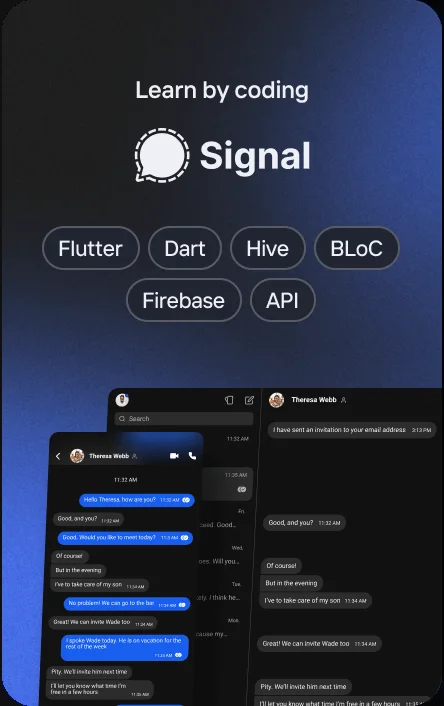 Learn by coding
Signal
Flutter
Dart
Hive
BLoC
Firebase
API
Search
11:32 AM
11:35 AM
Fri.
Good...
Wed.
oes. Will you...
Tue.
ely. I think he...
Mon.
cause my...
Theresa Webb
I have sent an invitation to your email address 3:13 PM
Good, and you? 11:32 AM
Of course!
But in the evening
I've to take care of my son 11:34 AM
Great! We can invite Wade too 11:34 AM
Pity. We'll invite him next time
I'll let you know what time I'm free in a few hours 11:35
Theresa Webb
11:32 AM
Hello Theresa, how are you? 11:32 AM
Good, and you? 11:32 AM
Good. Would you like to meet today?
Of course!
But in the evening
I've to take care of my son 11:34 AM
No problem! We can go to the bar 11:34 AM
Great! We can invite Wade too 11:34 AM
I spoke Wade today. He is on vacation for the
rest of the week
11:35 AM
Pity. We'll invite him next time
I'll let you know what time I'm
free in a few hours 11:35 AM